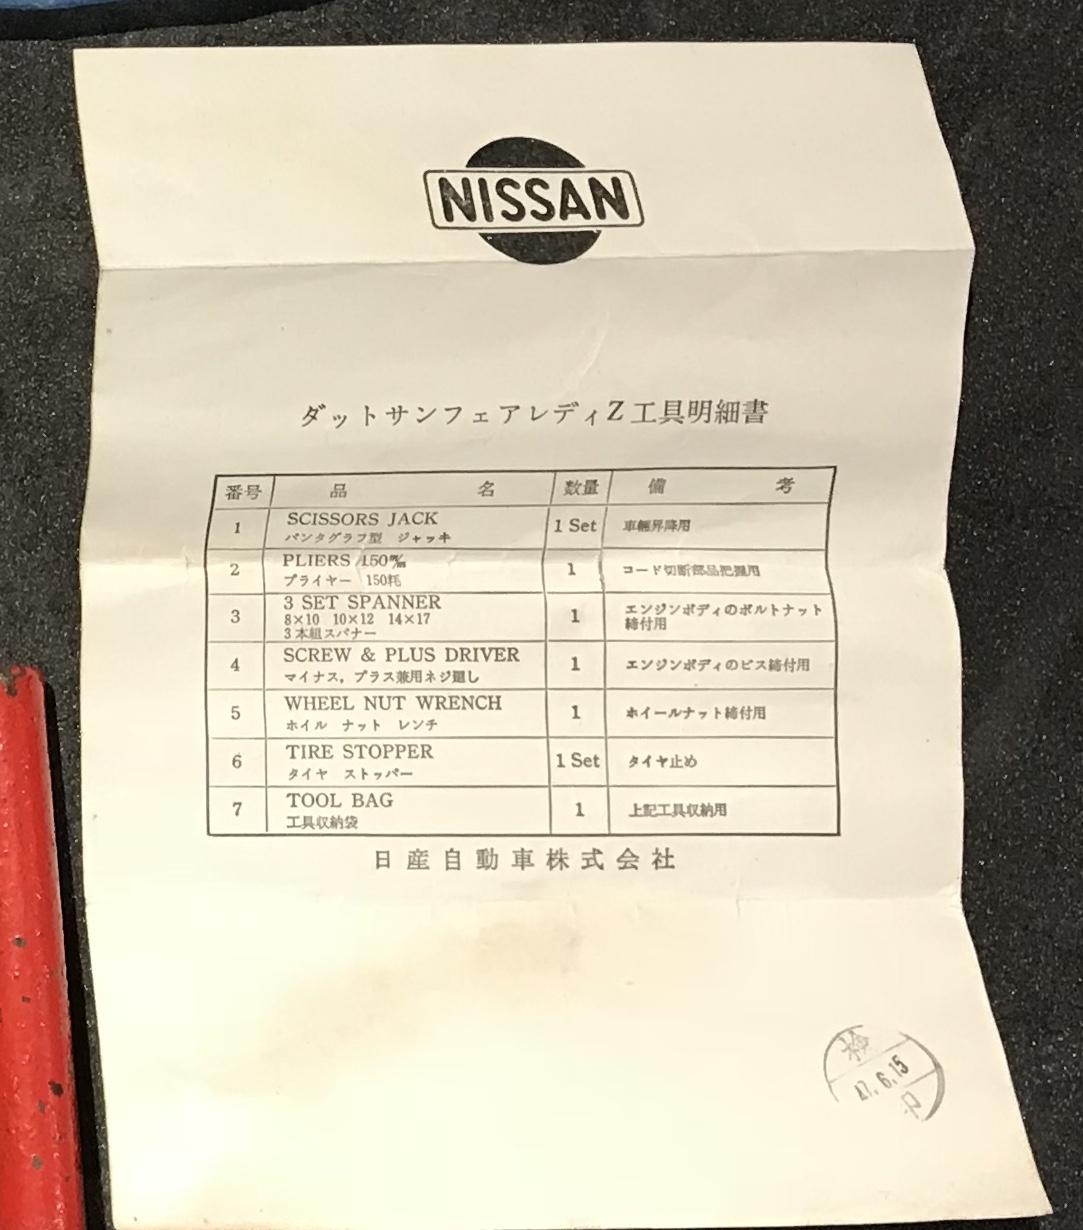 NISSAN
ダットサンフェアレディZ工具明細書
番号 品名 数量 備考
1 SCISSORS JACK 1 Set 車輛昇降用
パンタグラフ型 ジャッキ
2 PLIERS 150㎜ 1 コード切断部品把握用
プライヤー 150粍
3 3 SET SPANNER 1 エンジンボディのボルトナット
8×10 10×12 14×17 締付用
3本組スパナー
4 SCREW & PLUS DRIVER 1 エンジンボディのビス締付用
マイナス，プラス兼用ネジ廻し
5 WHEEL NUT WRENCH 1 ホイールナット締付用
ホイル ナット レンチ
6 TIRE STOPPER 1 Set タイヤ止め
タイヤ ストッパー
7 TOOL BAG 1 上記工具収納用
工具収納袋
日産自動車株式会社
検
47.6.15